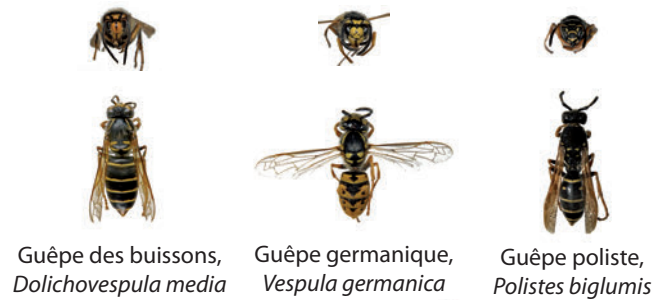 Guêpe des buissons,
Dolichovespula media
Guêpe germanique,
Vespula germanica
Guêpe poliste,
Polistes biglumis